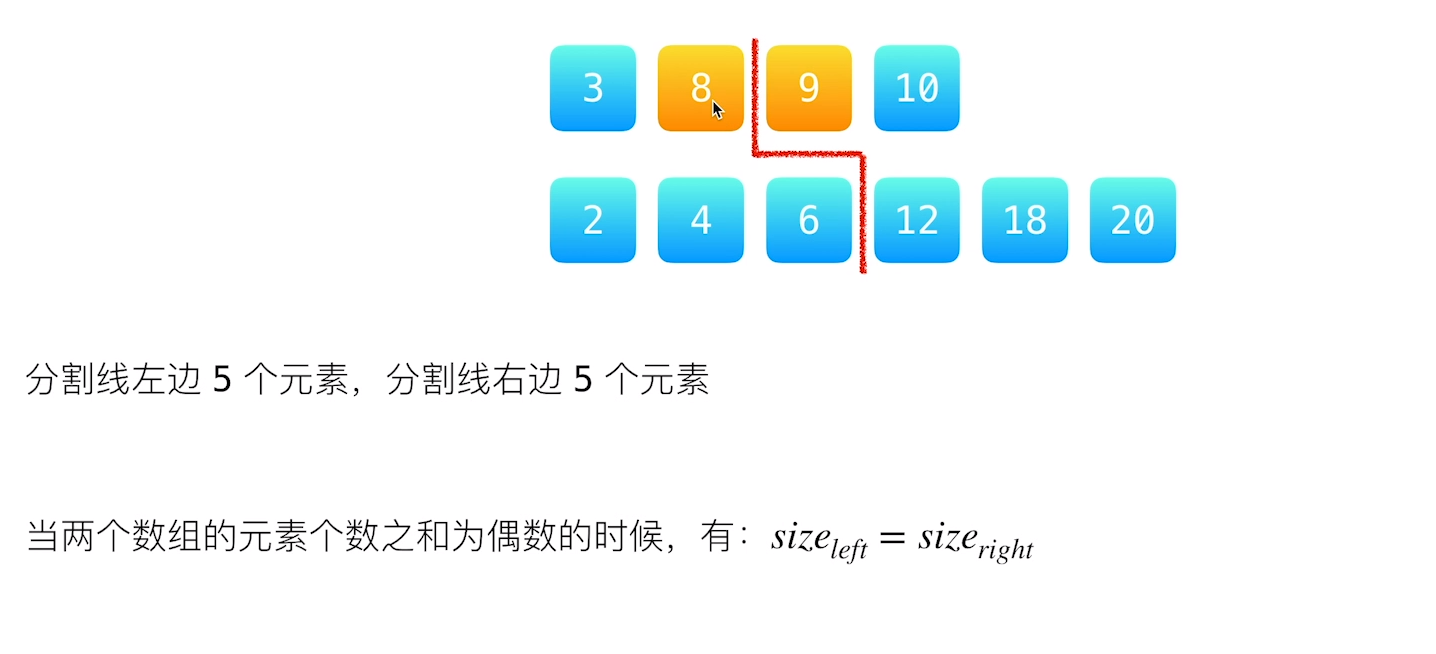 3 8 9 10
2 4 6 12 18 20
分割线左边 5 个元素，分割线右边 5 个元素
当两个数组的元素个数之和为偶数的时候，有：size_left = size_right